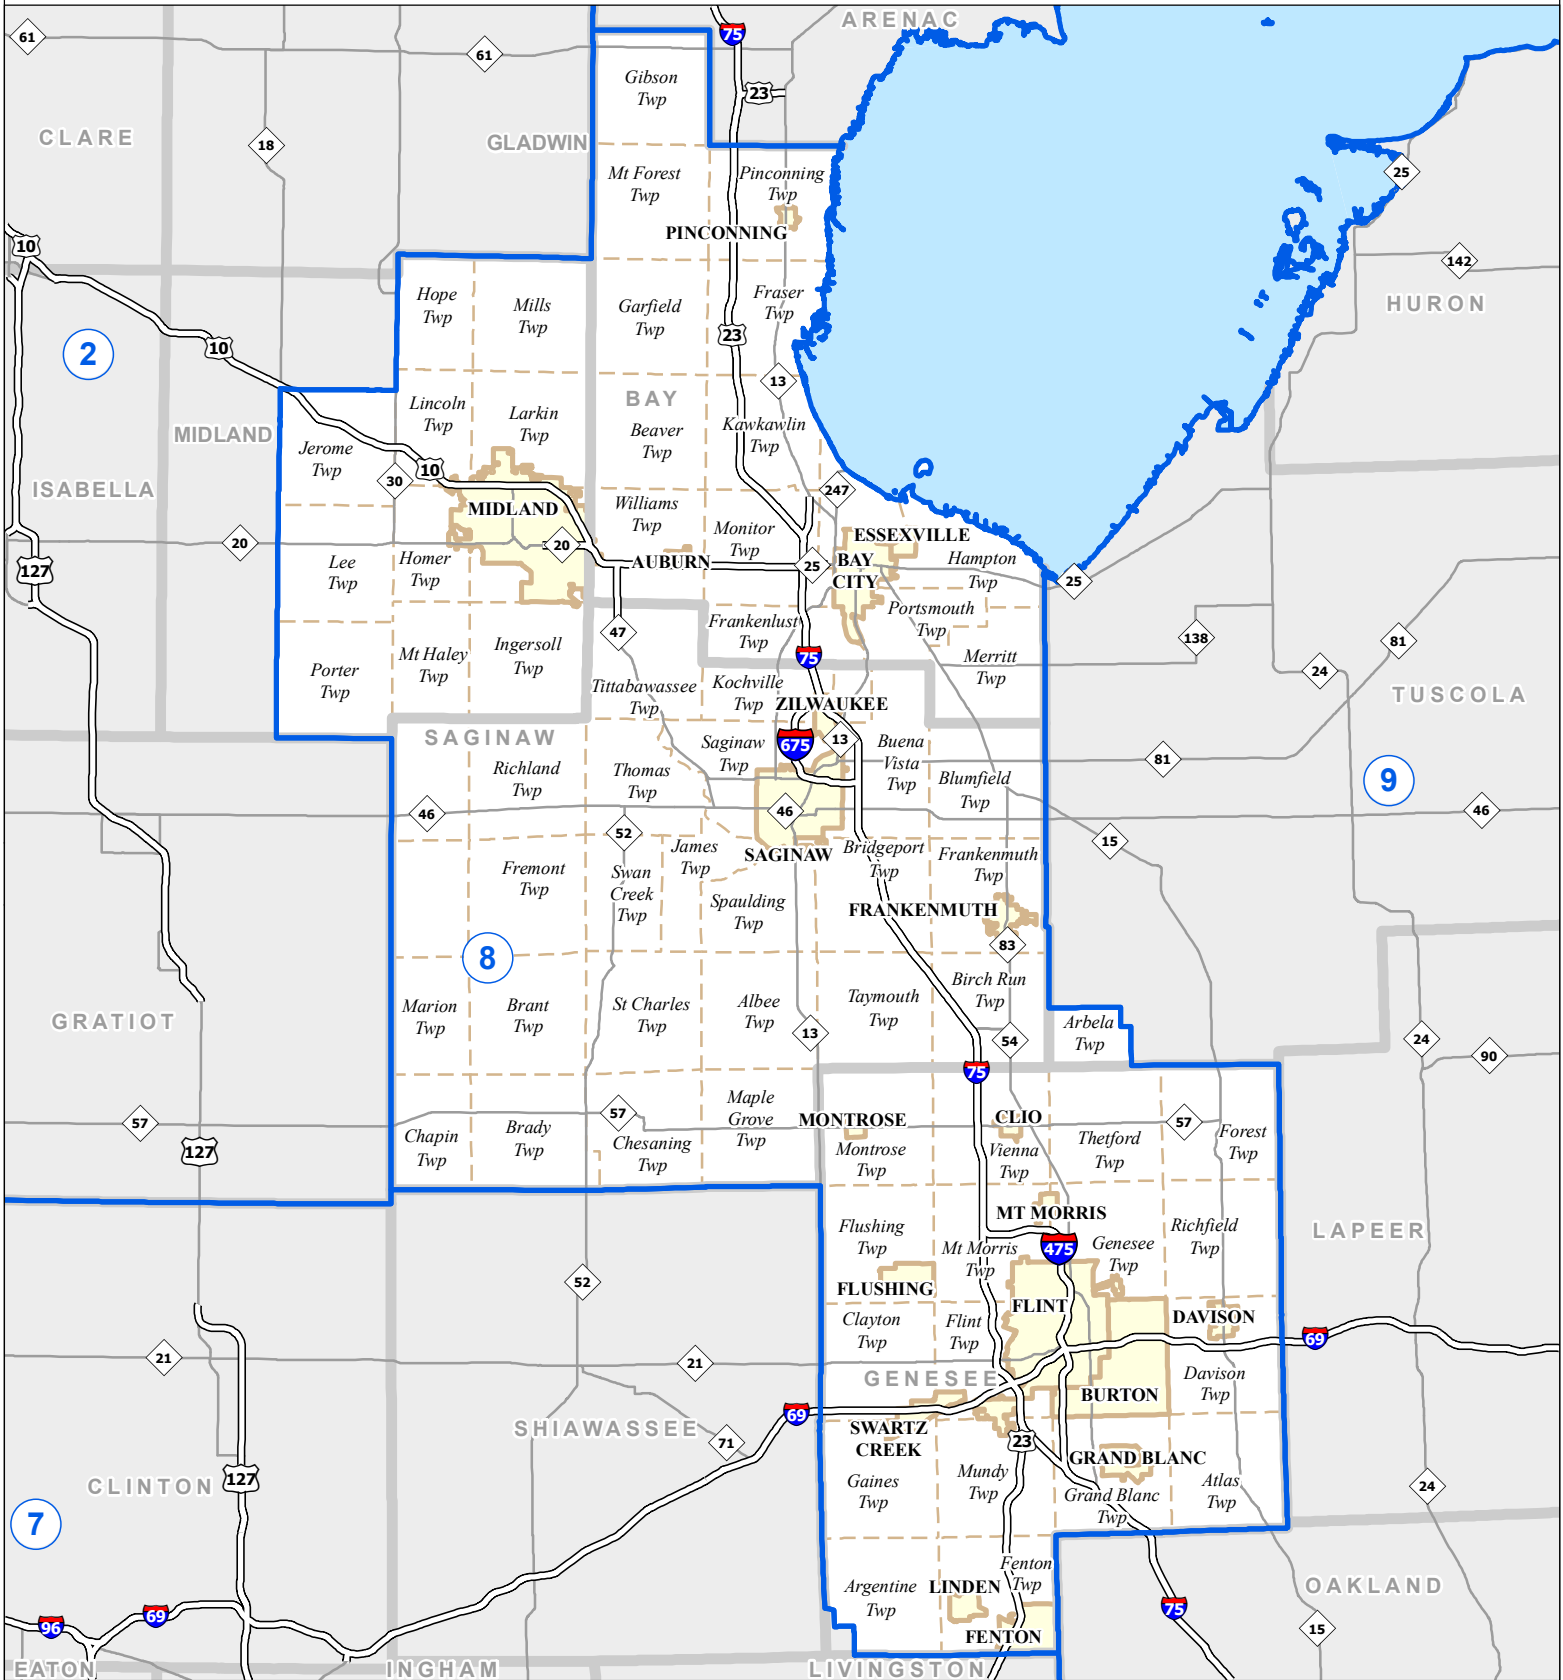 ARENAC
61
75
61
Gibson
Twp
23
CLARE
18
GLADWIN
Mt Forest
Twp
Pinconning
Twp
25
PINCONNING
10
142
Hope
Twp
Mills
Twp
Garfield
Twp
Fraser
Twp
HURON
23
2
10
13
BAY
Lincoln
Twp
Larkin
Twp
Beaver
Twp
Kawkawlin
Twp
MIDLAND
Jerome
Twp
10
30
ISABELLA
247
MIDLAND
Williams
Twp
Monitor
Twp
ESSEXVILLE
20
20
AUBURN
25
BAY
CITY
Hampton
Twp
25
127
Lee
Twp
Homer
Twp
Portsmouth
Twp
47
Frankenlust
Twp
138
81
Mt Haley
Twp
Ingersoll
Twp
75
Merritt
Twp
24
Porter
Twp
Tittabawassee
Twp
Kochville
Twp
TUSCOLA
ZILWAUKEE
SAGINAW
675
13
Saginaw
Twp
Buena
Vista
Twp
81
Richland
Twp
Thomas
Twp
Blumfield
Twp
9
46
46
46
52
15
James
Twp
SAGINAW
Bridgeport
Twp
Frankenmuth
Twp
Fremont
Twp
Swan
Creek
Twp
Spaulding
Twp
FRANKENMUTH
83
8
Birch Run
Twp
Marion
Twp
Brant
Twp
St Charles
Twp
Albee
Twp
Taymouth
Twp
GRATIOT
Arbela
Twp
13
54
24
90
75
Maple
Grove
Twp
57
57
MONTROSE
CLIO
57
Chapin
Twp
Brady
Twp
Chesaning
Twp
Montrose
Twp
Vienna
Twp
Thetford
Twp
Forest
Twp
127
MT MORRIS
Flushing
Twp
Mt Morris
Twp
475
Genesee
Twp
Richfield
Twp
LAPEER
52
FLUSHING
FLINT
DAVISON
Clayton
Twp
Flint
Twp
69
21
21
GENESEE
Davison
Twp
BURTON
69
SHIAWASSEE
71
SWARTZ
CREEK
23
GRAND BLANC
127
CLINTON
Gaines
Twp
Mundy
Twp
Grand Blanc
Twp
Atlas
Twp
24
7
Fenton
Twp
Argentine
Twp
LINDEN
OAKLAND
96
69
75
15
FENTON
EATON
INGHAM
LIVINGSTON